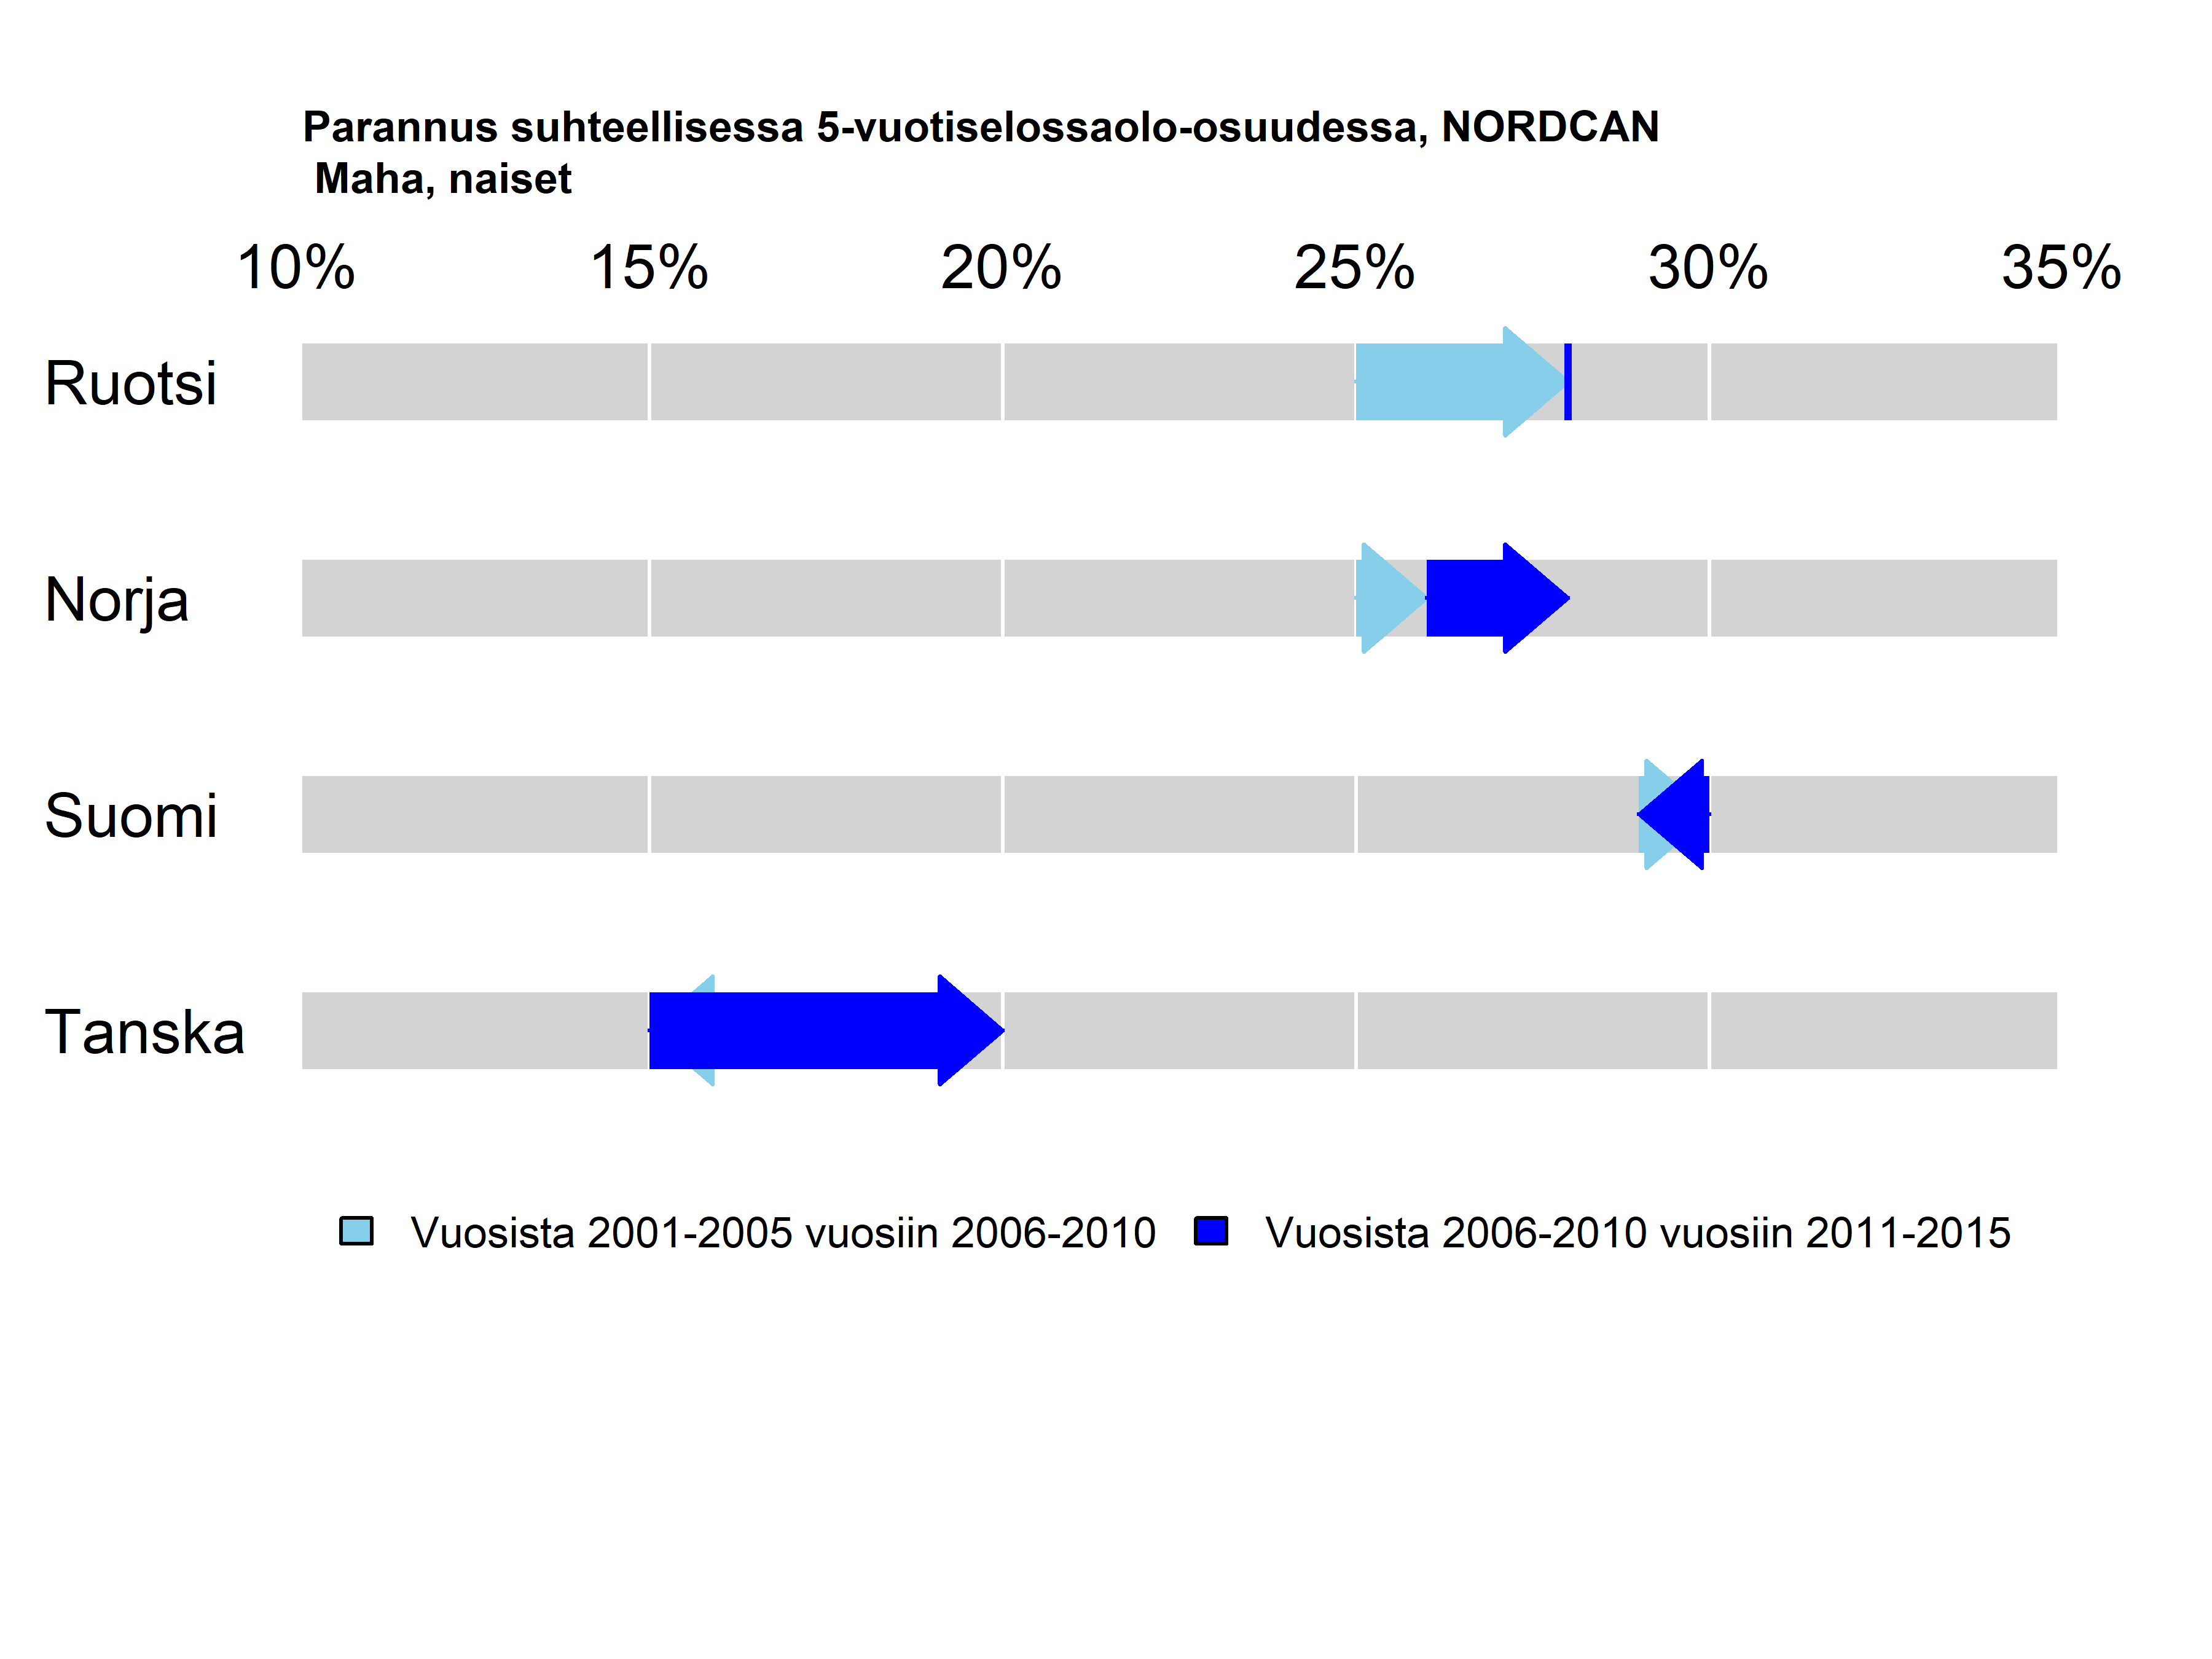 Parannus suhteellisessa 5-vuotiselossaolo-osuudessa, NORDCAN
Maha, naiset
10% 15% 20% 25% 30% 35%
Ruotsi
Norja
Suomi
Tanska
Vuosista 2001-2005 vuosiin 2006-2010 Vuosista 2006-2010 vuosiin 2011-2015